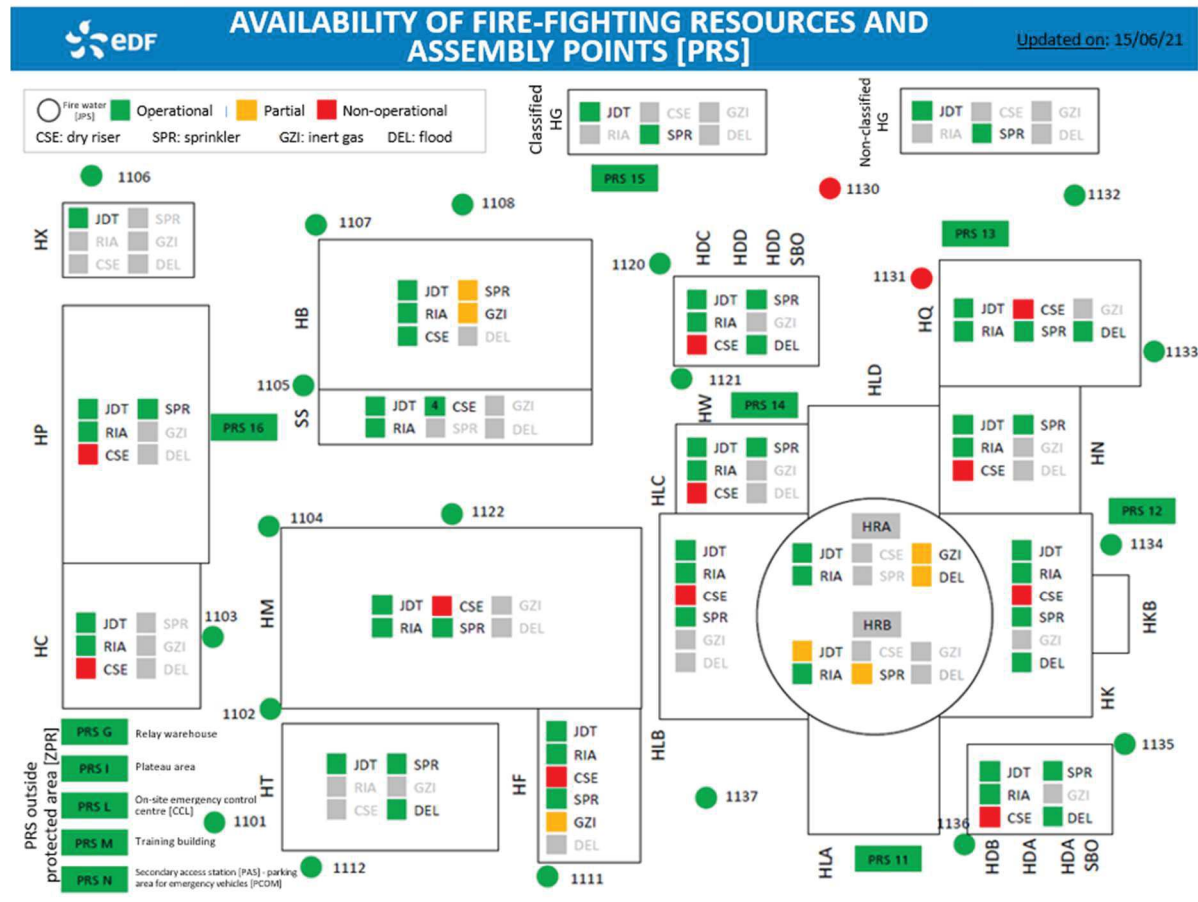 eDF
AVAILABILITY OF FIRE-FIGHTING RESOURCES AND
ASSEMBLY POINTS [PRS]
Updated on: 15/06/21
Fire water
[JPS]
Operational
Partial
Non-operational
CSE: dry riser SPR: sprinkler GZI: inert gas DEL: flood
Classified
HG
JDT CSE GZI
RIA SPR DEL
Non-classified
HG
JDT CSE GZI
RIA SPR DEL
PRS 15
1106
1107
1108
1130
1132
HX
JDT SPR
RIA GZI
CSE DEL
PRS 13
HB
JDT SPR
RIA GZI
CSE DEL
1120
HDC
HDD
HDD
SBO
JDT SPR
RIA GZI
CSE DEL
1131
HQ
JDT CSE GZI
RIA SPR DEL
1133
1105
1121
SS
JDT 4 CSE GZI
RIA SPR DEL
HP
JDT SPR
RIA GZI
CSE DEL
PRS 16
HW
PRS 14
HLD
HLC
JDT SPR
RIA GZI
CSE DEL
HN
JDT SPR
RIA GZI
CSE DEL
1104
1122
PRS 12
1134
HM
JDT CSE GZI
RIA SPR DEL
HLB
JDT
RIA
CSE
SPR
GZI
DEL
HRA
JDT CSE GZI
RIA SPR DEL
HRB
JDT CSE GZI
RIA SPR DEL
JDT
RIA
CSE
SPR
GZI
DEL
HKB
HK
HC
JDT SPR
RIA GZI
CSE DEL
1103
1102
PRS outside
protected area [ZPR]
PRS G Relay warehouse
PRS I Plateau area
PRS L On-site emergency control
centre [CCL]
PRS M Training building
PRS N Secondary access station [PAS] - parking
area for emergency vehicles [PCOM]
1101
HT
JDT SPR
RIA GZI
CSE DEL
1112
HF
JDT
RIA
CSE
SPR
GZI
DEL
1111
1137
HLA
PRS 11
1135
JDT SPR
RIA GZI
CSE DEL
1136
HDB
HDA
HDA
SBO